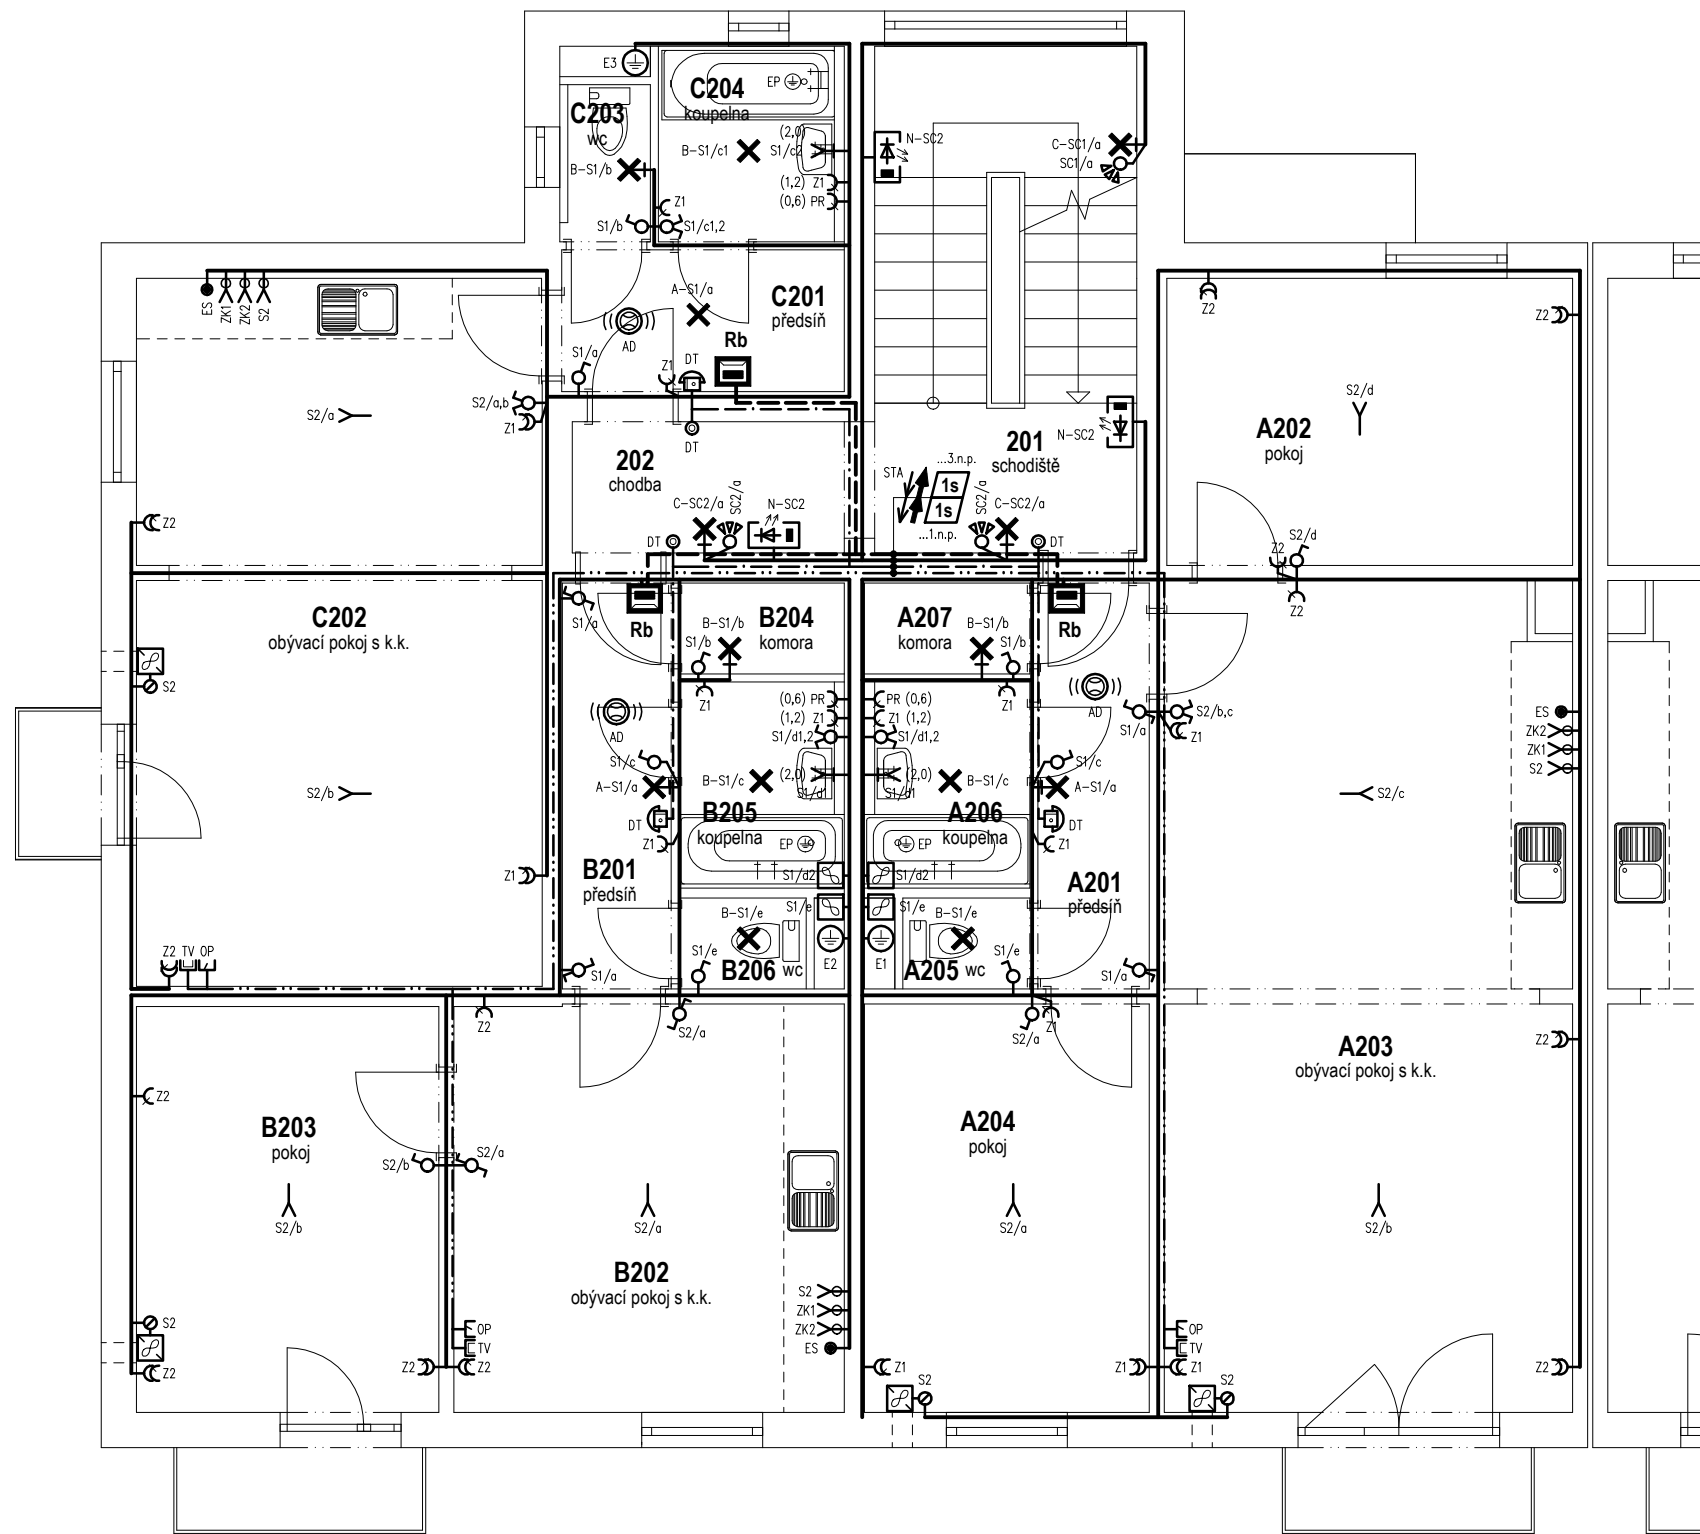 E3
C204
koupelna
EP
C203
wc
B-S1/b
B-S1/c1
(2,0)
S1/c2
(1,2) Z1
(0,6) PR
Z1
S1/b
S1/c1,2
N-SC2
C-SC1/a
SC1/a
ES
ZK1
ZK2
S2
A-S1/a
C201
předsíň
AD
Rb
S1/a
Z1
DT
Z2
Z2
S2/a
S2/a,b
Z1
DT
202
chodba
C-SC2/a
SC2/a
N-SC2
DT
STA
...3.n.p.
1s
1s
...1.n.p.
201
schodiště
N-SC2
SC2/a
C-SC2/a
DT
S2/d
A202
pokoj
Z2
S2/d
Z2
Z2
C202
obývací pokoj s k.k.
S2
S2/b
Z1
Z2 TV OP
S1/a
Rb
B-S1/b
S1/b
B204
komora
Z1
A207
komora
B-S1/b
S1/b
Z1
Rb
AD
(0,6) PR
(1,2) Z1
S1/d1,2
PR (0,6)
Z1 (1,2)
S1/d1,2
AD
S1/a
S2/b,c
Z1
ES
ZK2
ZK1
S2
S1/c
A-S1/a
B-S1/c
(2,0)
S1/d1
(2,0)
S1/d1
B-S1/c
S1/c
A-S1/a
S2/c
DT
Z1
B205
koupelna
EP
S1/d2
EP
S1/d2
A206
koupelna
DT
Z1
B201
předsíň
A201
předsíň
B-S1/e
S1/e
S1/e
B-S1/e
S1/a
S1/e
B206 wc
E2
E1
A205 wc
S1/e
S1/a
Z2
S2/a
S2/a
Z1
Z2
A203
obývací pokoj s k.k.
Z2
B203
pokoj
S2/b
S2/a
A204
pokoj
S2/b
S2/a
S2/a
S2/b
B202
obývací pokoj s k.k.
S2
ZK1
ZK2
ES
S2
Z2
OP
TV
Z2
Z2
Z1
S2
Z1
OP
TV
Z1
S2
Z2